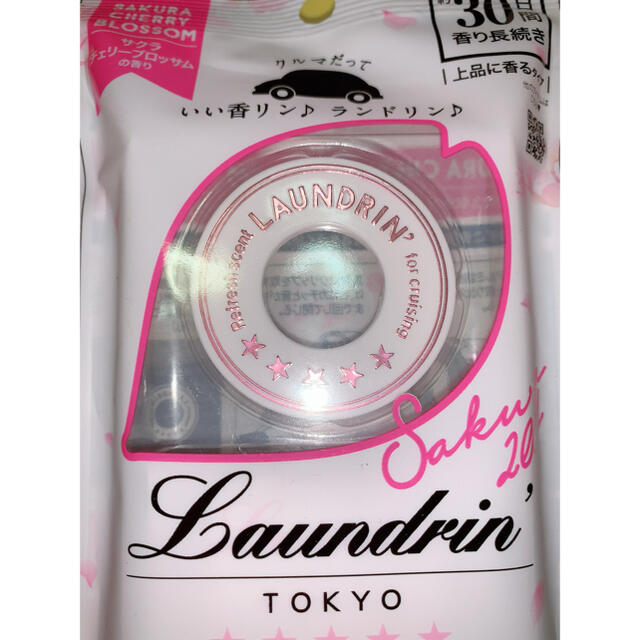 SAKURA
CHERRY
BLOSSOM
サクラ
チェリーブロッサム
の香り
約30日間
香り長続き
上品に香るタイプ
クルマだって
いい香リン♪ ランドリン♪
LAUNDRIN'
Refreshscent for cruising
Sakura
Laundrin'
TOKYO